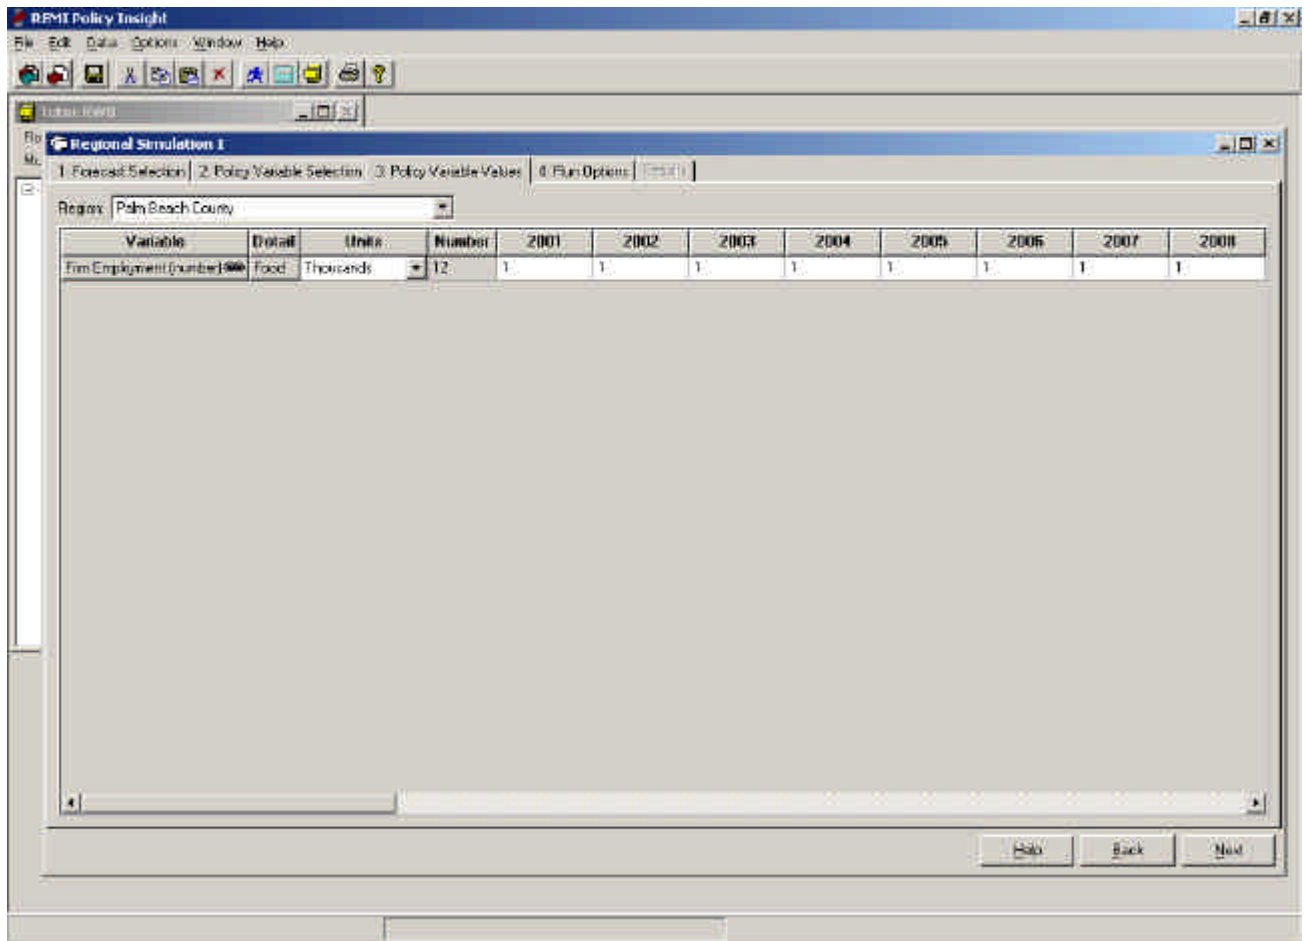 REMI Policy Insight
File Edit Data Options Window Help
Regional Simulation 1
1. Forecast Selection 2. Policy Variable Selection 3. Policy Variable Values 4. Run Options Results
Region: Palm Beach County
Variable Detail Units Number 2001 2002 2003 2004 2005 2006 2007 2008
Firm Employment (number) Food Thousands 12 1 1 1 1 1 1 1 1
Help Back Next